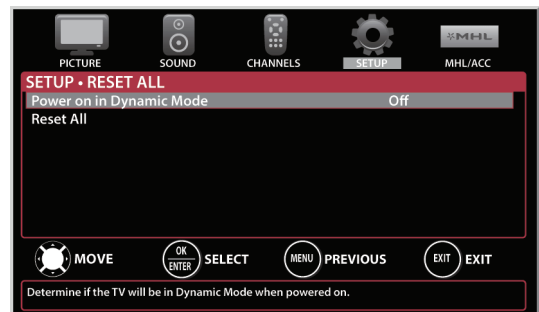 MHL
PICTURE SOUND CHANNELS SETUP MHL/ACC
SETUP • RESET ALL
Power on in Dynamic Mode Off
Reset All
MOVE OK ENTER SELECT MENU PREVIOUS EXIT EXIT
Determine if the TV will be in Dynamic Mode when powered on.